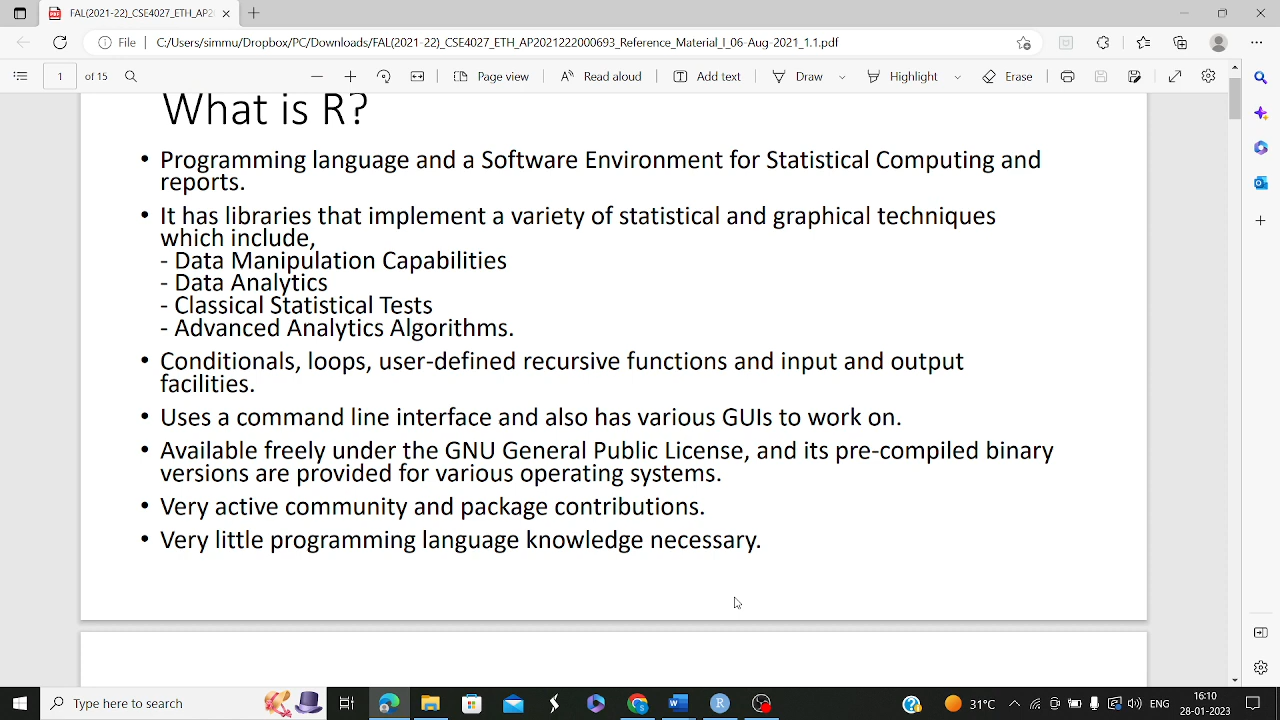 FAL(2021-22)_CSE4027_ETH_AP2
File
C:/Users/simmu/Dropbox/PC/Downloads/FAL(2021-22)_CSE4027_ETH_AP2021222000693_Reference_Material_I_06-Aug-2021_1.1.pdf
1 of 15
Page view
Read aloud
Add text
Draw
Highlight
Erase
What is R?
• Programming language and a Software Environment for Statistical Computing and
reports.
• It has libraries that implement a variety of statistical and graphical techniques
which include,
- Data Manipulation Capabilities
- Data Analytics
- Classical Statistical Tests
- Advanced Analytics Algorithms.
• Conditionals, loops, user-defined recursive functions and input and output
facilities.
• Uses a command line interface and also has various GUIs to work on.
• Available freely under the GNU General Public License, and its pre-compiled binary
versions are provided for various operating systems.
• Very active community and package contributions.
• Very little programming language knowledge necessary.
Type here to search
31°C
ENG
16:10
28-01-2023